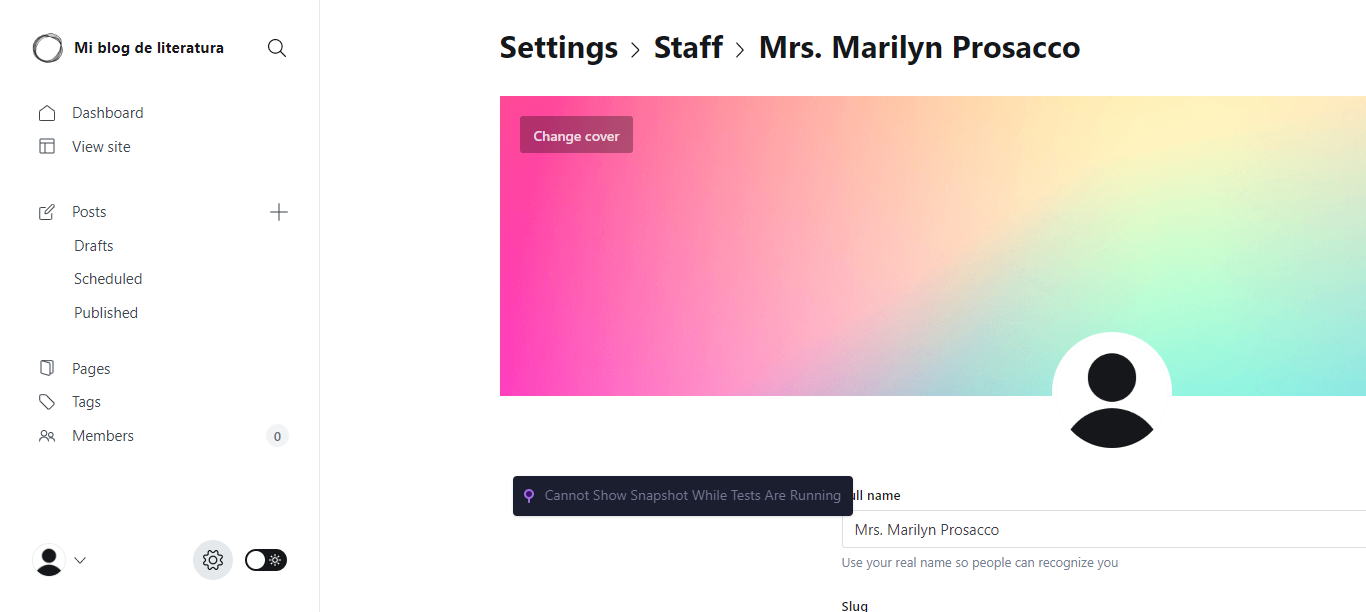 Mi blog de literatura
Dashboard
View site
Posts
Drafts
Scheduled
Published
Pages
Tags
Members
0
Settings > Staff > Mrs. Marilyn Prosacco
Change cover
Cannot Show Snapshot While Tests Are Running
ull name
Mrs. Marilyn Prosacco
Use your real name so people can recognize you
Slug